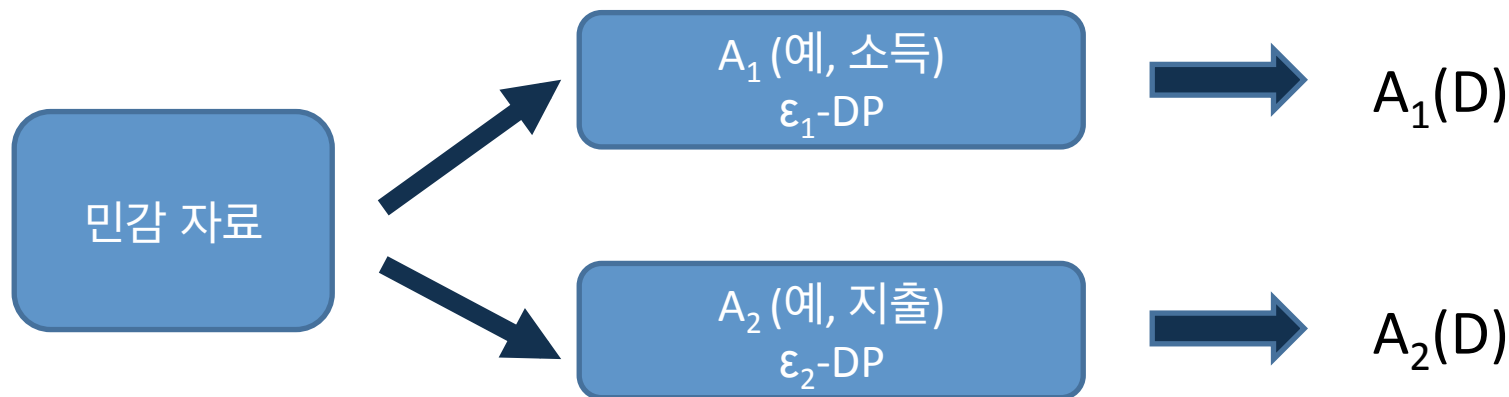 민감 자료
A₁ (예, 소득)
ε₁-DP
A₁(D)
A₂ (예, 지출)
ε₂-DP
A₂(D)